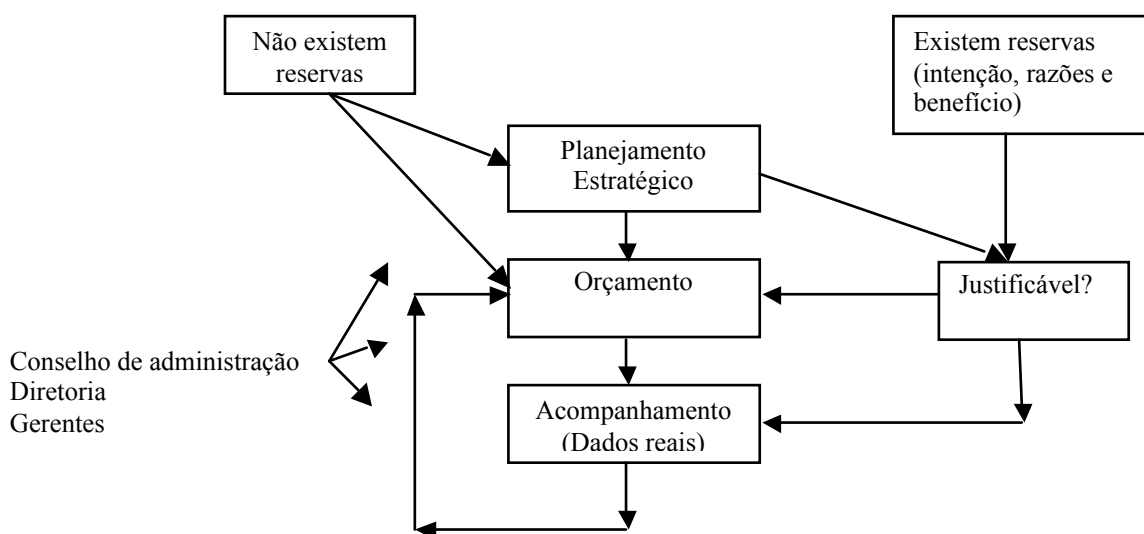 Não existem
reservas
Existem reservas
(intenção, razões e
benefício)
Planejamento
Estratégico
Orçamento
Justificável?
Conselho de administração
Diretoria
Gerentes
Acompanhamento
(Dados reais)